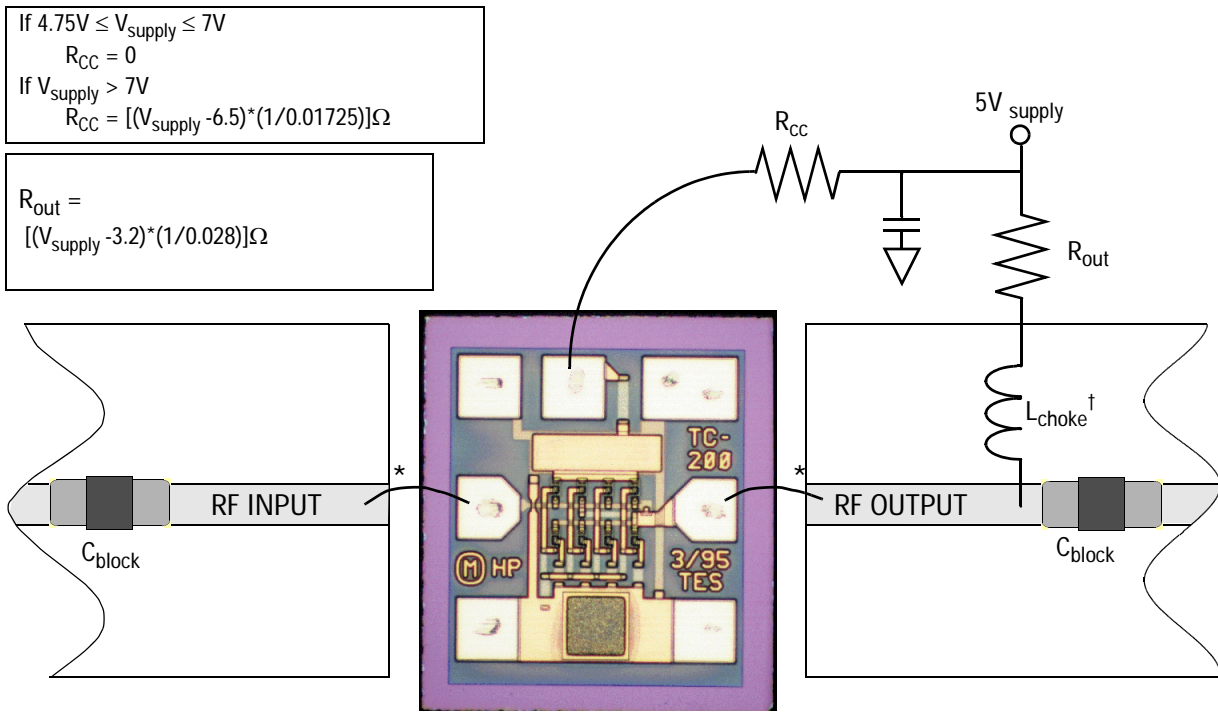 If 4.75V ≤ Vsupply ≤ 7V
RCC = 0
If Vsupply > 7V
RCC = [(Vsupply -6.5)*(1/0.01725)]Ω
Rout =
[(Vsupply -3.2)*(1/0.028)]Ω
5V supply
Rcc
Rout
Lchoke†
*
RF INPUT
Cblock
*
RF OUTPUT
Cblock
TC-
200
M HP
3/95
TES